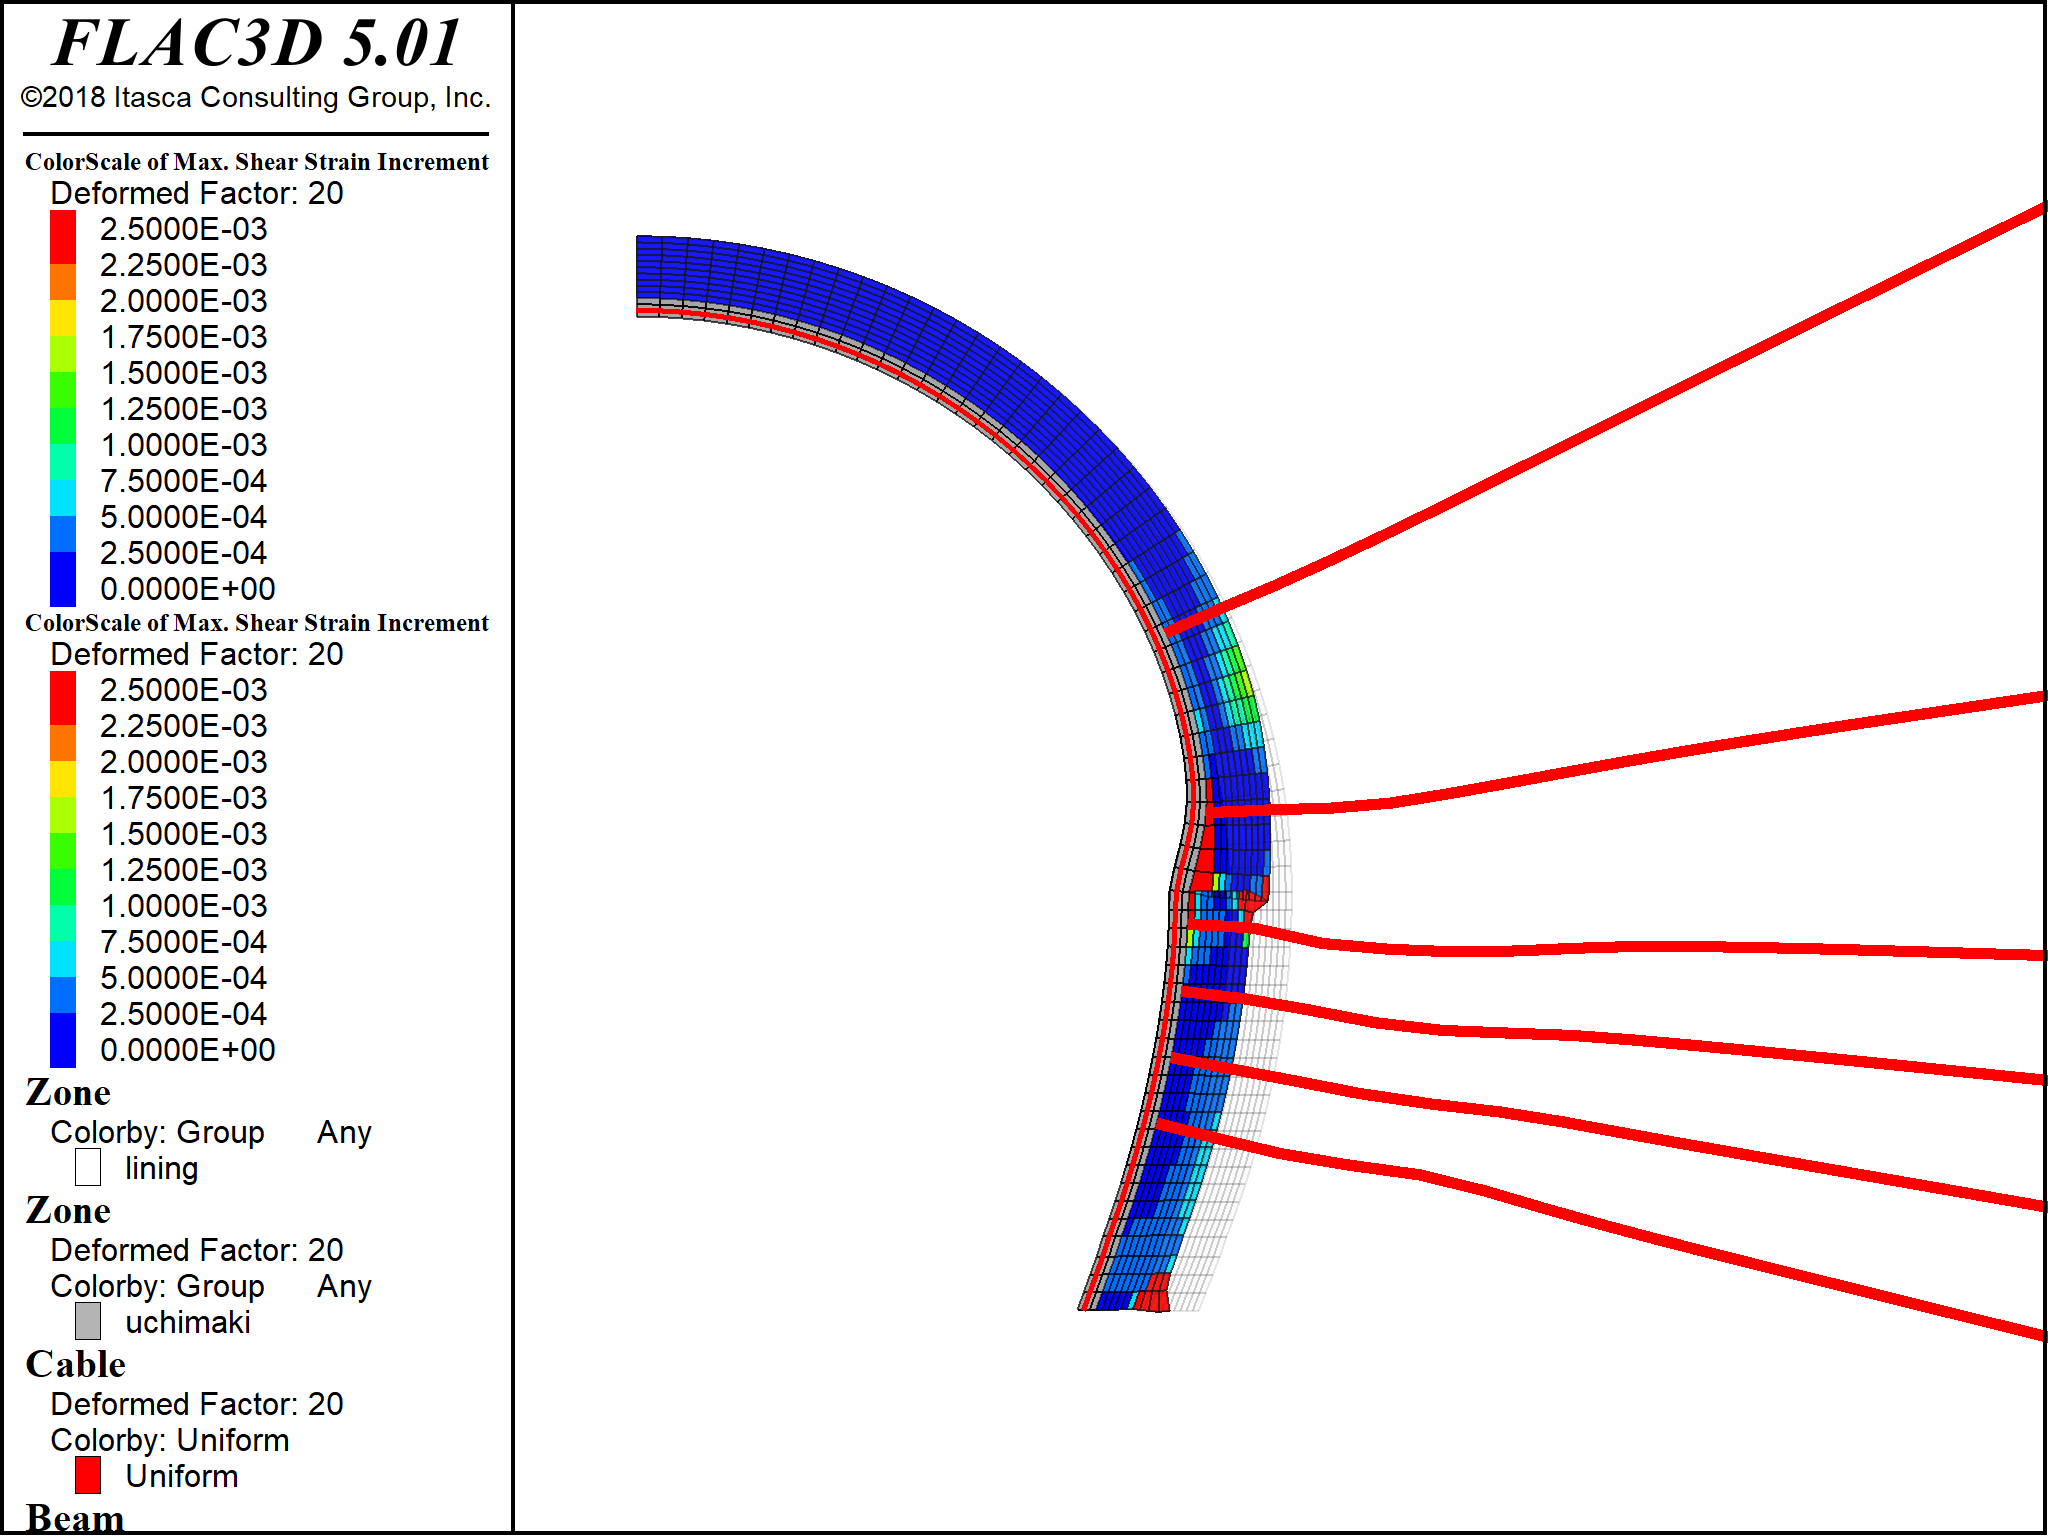 FLAC3D 5.01
©2018 Itasca Consulting Group, Inc.
ColorScale of Max. Shear Strain Increment
Deformed Factor: 20
2.5000E-03
2.2500E-03
2.0000E-03
1.7500E-03
1.5000E-03
1.2500E-03
1.0000E-03
7.5000E-04
5.0000E-04
2.5000E-04
0.0000E+00
ColorScale of Max. Shear Strain Increment
Deformed Factor: 20
2.5000E-03
2.2500E-03
2.0000E-03
1.7500E-03
1.5000E-03
1.2500E-03
1.0000E-03
7.5000E-04
5.0000E-04
2.5000E-04
0.0000E+00
Zone
Colorby: Group Any
lining
Zone
Deformed Factor: 20
Colorby: Group Any
uchimaki
Cable
Deformed Factor: 20
Colorby: Uniform
Uniform
Beam